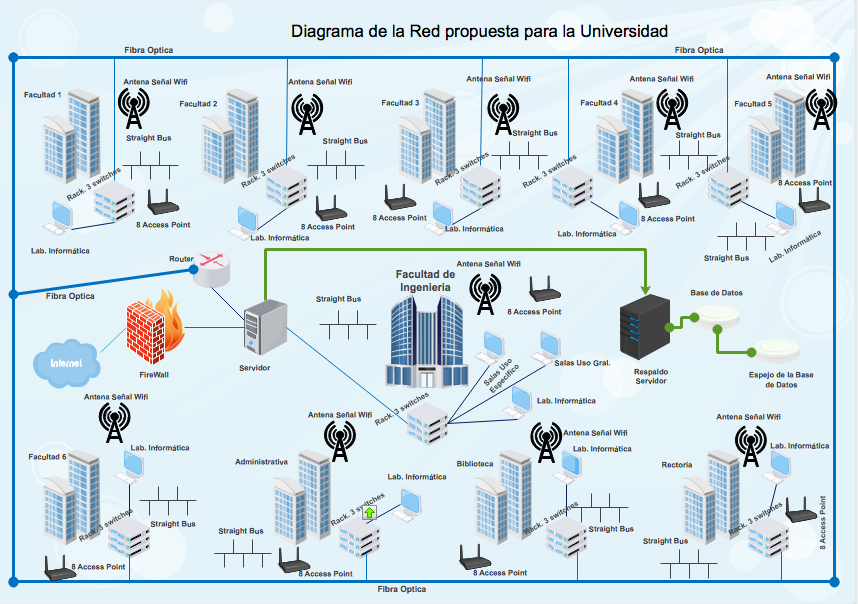 Diagrama de la Red propuesta para la Universidad
Fibra Optica
Fibra Optica
Facultad 1
Antena Señal Wifi
Straight Bus
Rack. 3 switches
8 Access Point
Lab. Informática
Facultad 2
Antena Señal Wifi
Straight Bus
8 Access Point
Lab. Informática
Facultad 3
Antena Señal Wifi
Straight Bus
Rack. 3 switches
8 Access Point
Lab. Informática
Facultad 4
Antena Señal Wifi
Straight Bus
Rack. 3 switches
8 Access Point
Lab. Informática
Facultad 5
Antena Señal Wifi
Rack. 3 switches
8 Access Point
Straight Bus
Lab. Informática
Router
Fibra Optica
Internet
FireWall
Servidor
Straight Bus
Facultad de
Ingenieria
Antena Señal Wifi
8 Access Point
Salas Uso
Especifico
Salas Uso Gral.
Lab. Informática
Rack. 3 switches
Respaldo
Servidor
Base de Datos
Espejo de la Base
de Datos
Antena Señal Wifi
Facultad 6
Lab. Informática
Rack. 3 switches
Straight Bus
8 Access Point
Antena Señal Wifi
Administrativa
Lab. Informática
Rack. 3 switches
Straight Bus
8 Access Point
Antena Señal Wifi
Biblioteca
Lab. Informática
Rack. 3 switches
Straight Bus
8 Access Point
Antena Señal Wifi
Rectoria
Lab. Informática
Rack. 3 switches
Straight Bus
8 Access Point
Fibra Optica